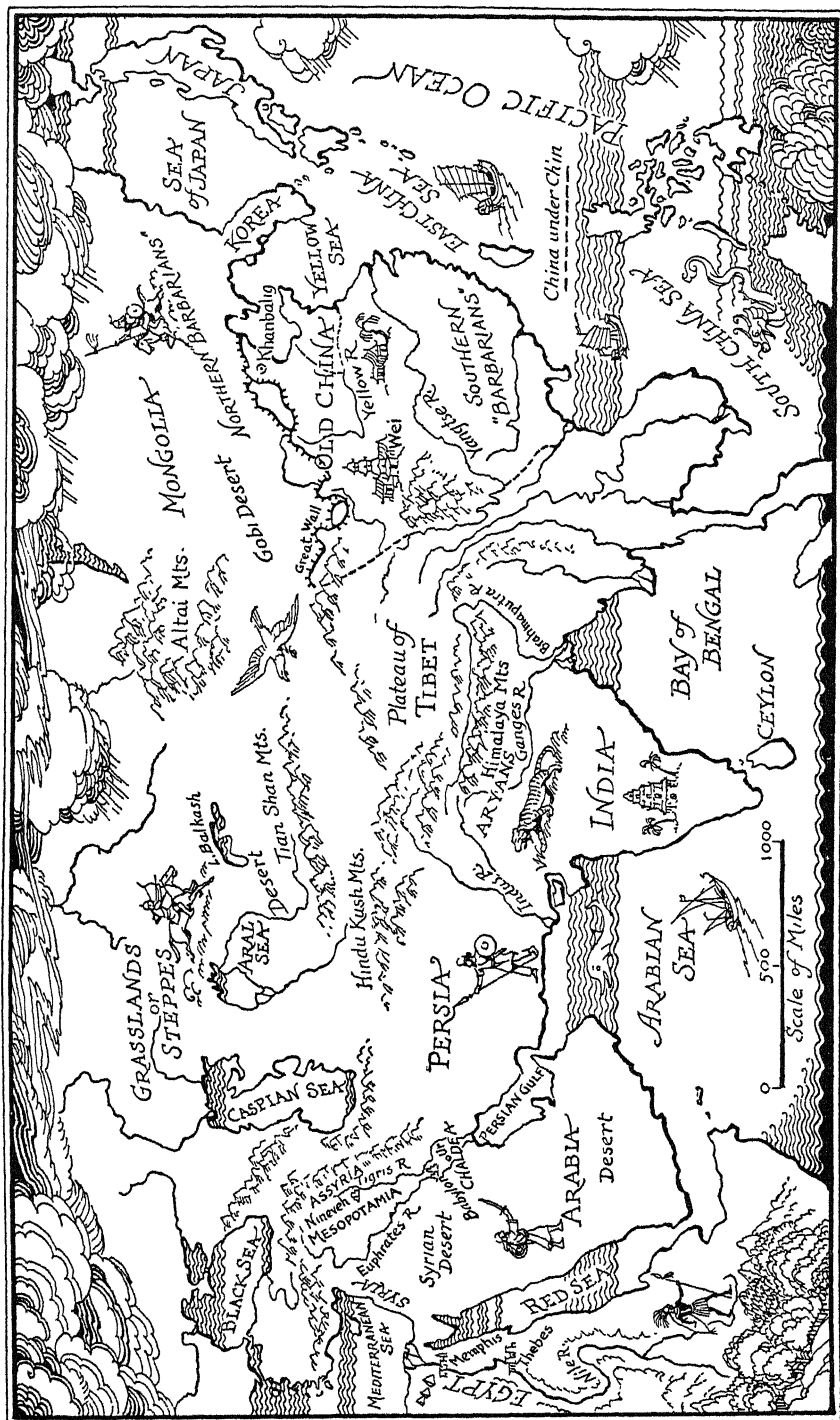 BLACK SEA
MEDITERRANEAN
SEA
SYRIA
EGYPT
Memphis
Thebes
Nile R.
RED SEA
Syrian
Desert
Euphrates R.
MESOPOTAMIA
Nineveh
Tigris R.
ASSYRIA
Babylon
Ur
CHALDEA
ARABIA
Desert
PERSIAN GULF
CASPIAN SEA
GRASSLANDS
or
STEPPES
ARAL
SEA
L. Balkash
Desert
Tian Shan Mts.
Hindu Kush Mts.
PERSIA
Indus R.
ARABIAN
SEA
0 500 1000
Scale of Miles
ARYANS
Himalaya Mts
Ganges R.
INDIA
CEYLON
BAY of
BENGAL
Brahmaputra R.
Plateau of
TIBET
Altai Mts.
MONGOLIA
Gobi Desert
NORTHERN "BARBARIANS"
Great Wall
OLD CHINA
Khanbalig
Yellow R.
Wei
Yangtse R.
SOUTHERN
"BARBARIANS"
KOREA
YELLOW
SEA
SEA
of JAPAN
JAPAN
EAST CHINA
SEA
PACIFIC OCEAN
China under Ch'in
SOUTH CHINA SEA